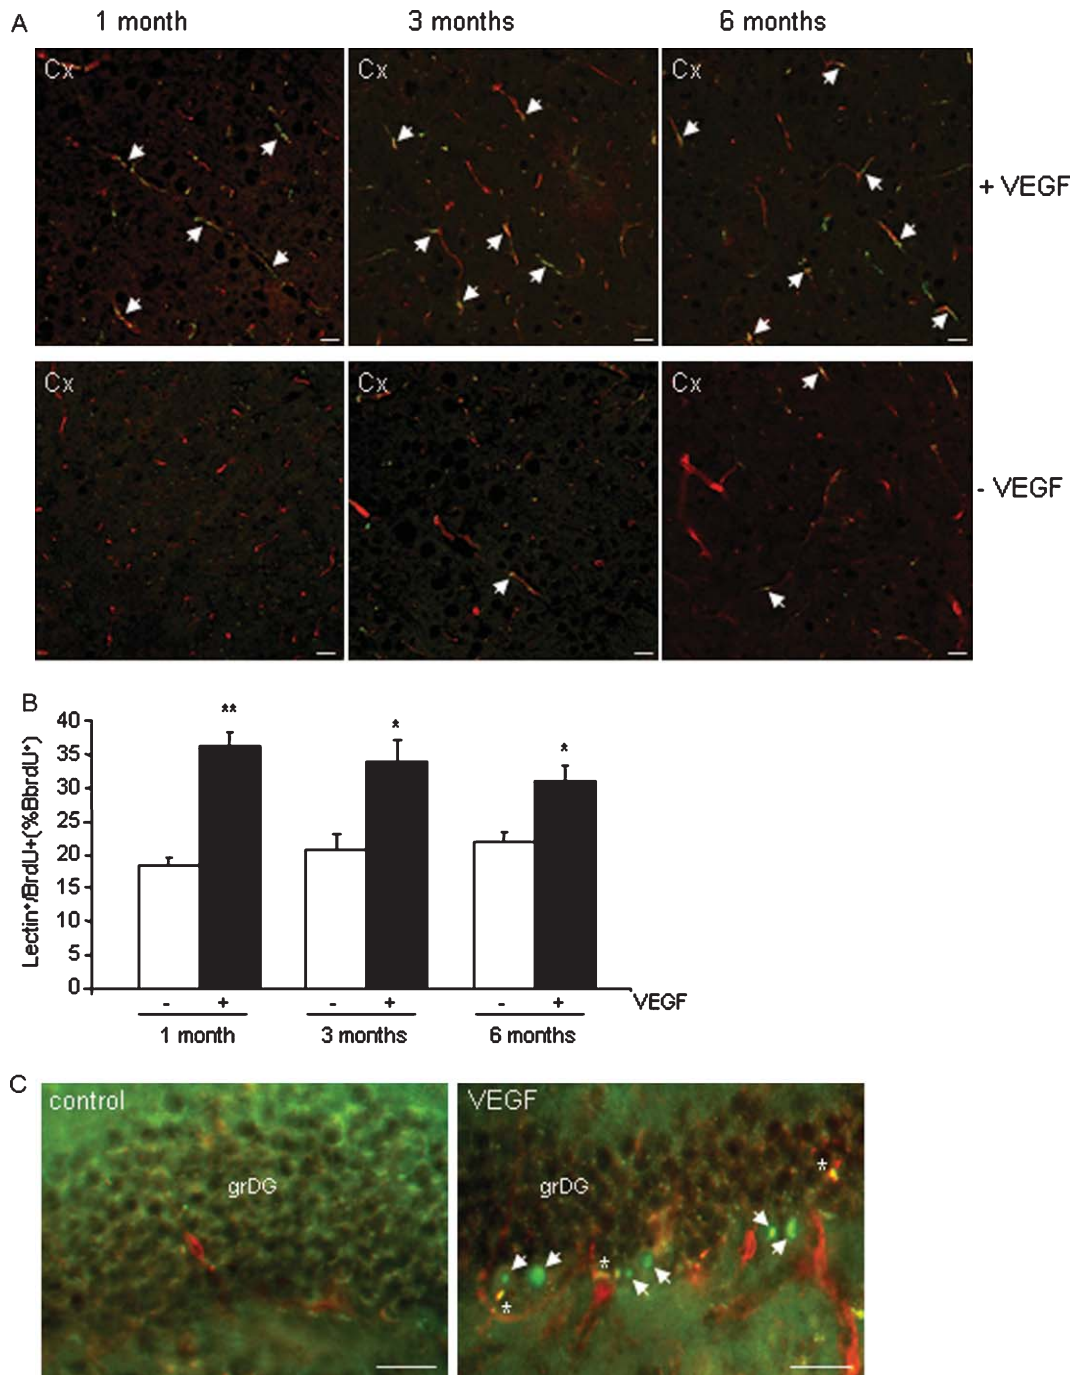 A
1 month 3 months 6 months
Cx Cx Cx
+ VEGF
Cx Cx Cx
- VEGF
B
Lectin⁺/BrdU+(%BbrdU⁺)
40
35
30
25
20
15
10
5
0
** * *
- + - + - + VEGF
1 month 3 months 6 months
C
control VEGF
grDG grDG
*
*
*